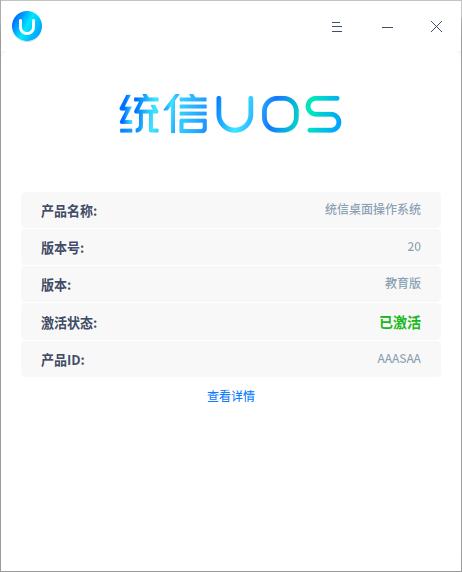 统信UOS
产品名称: 统信桌面操作系统
版本号: 20
版本: 教育版
激活状态: 已激活
产品ID: AAASAA
查看详情